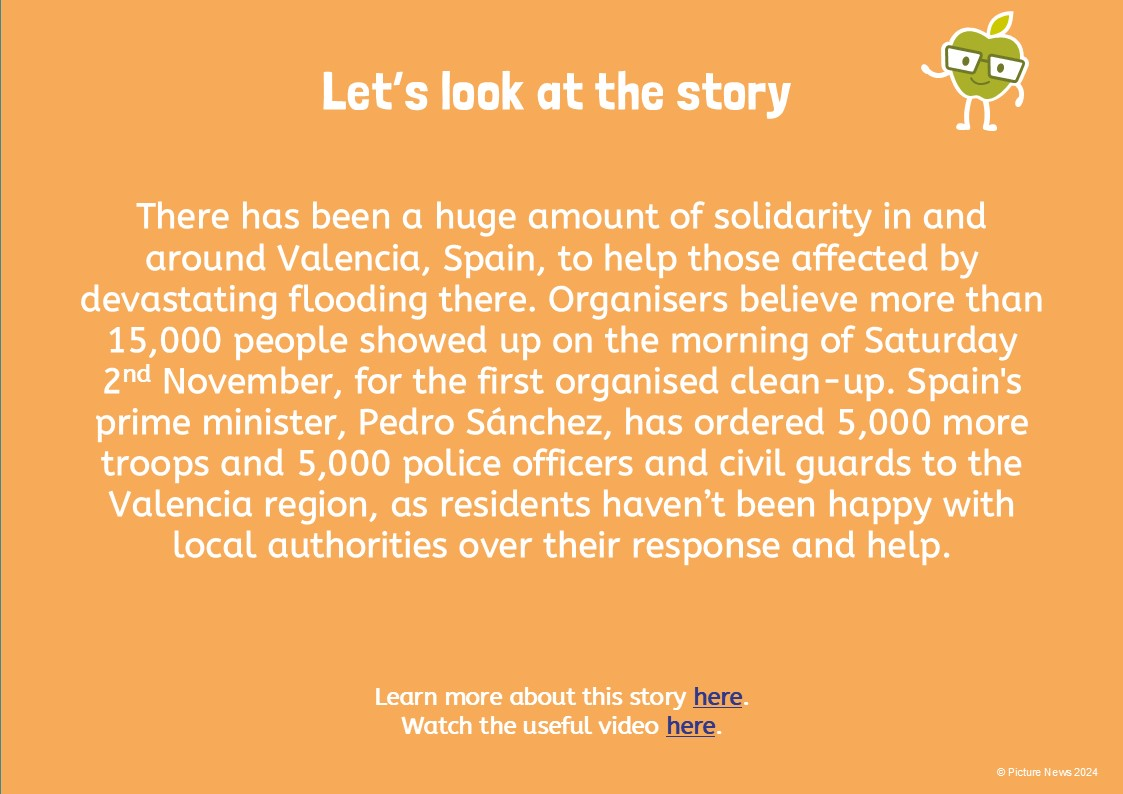 Let's look at the story
There has been a huge amount of solidarity in and
around Valencia, Spain, to help those affected by
devastating flooding there. Organisers believe more than
15,000 people showed up on the morning of Saturday
2nd November, for the first organised clean-up. Spain's
prime minister, Pedro Sánchez, has ordered 5,000 more
troops and 5,000 police officers and civil guards to the
Valencia region, as residents haven’t been happy with
local authorities over their response and help.
Learn more about this story here.
Watch the useful video here.
© Picture News 2024